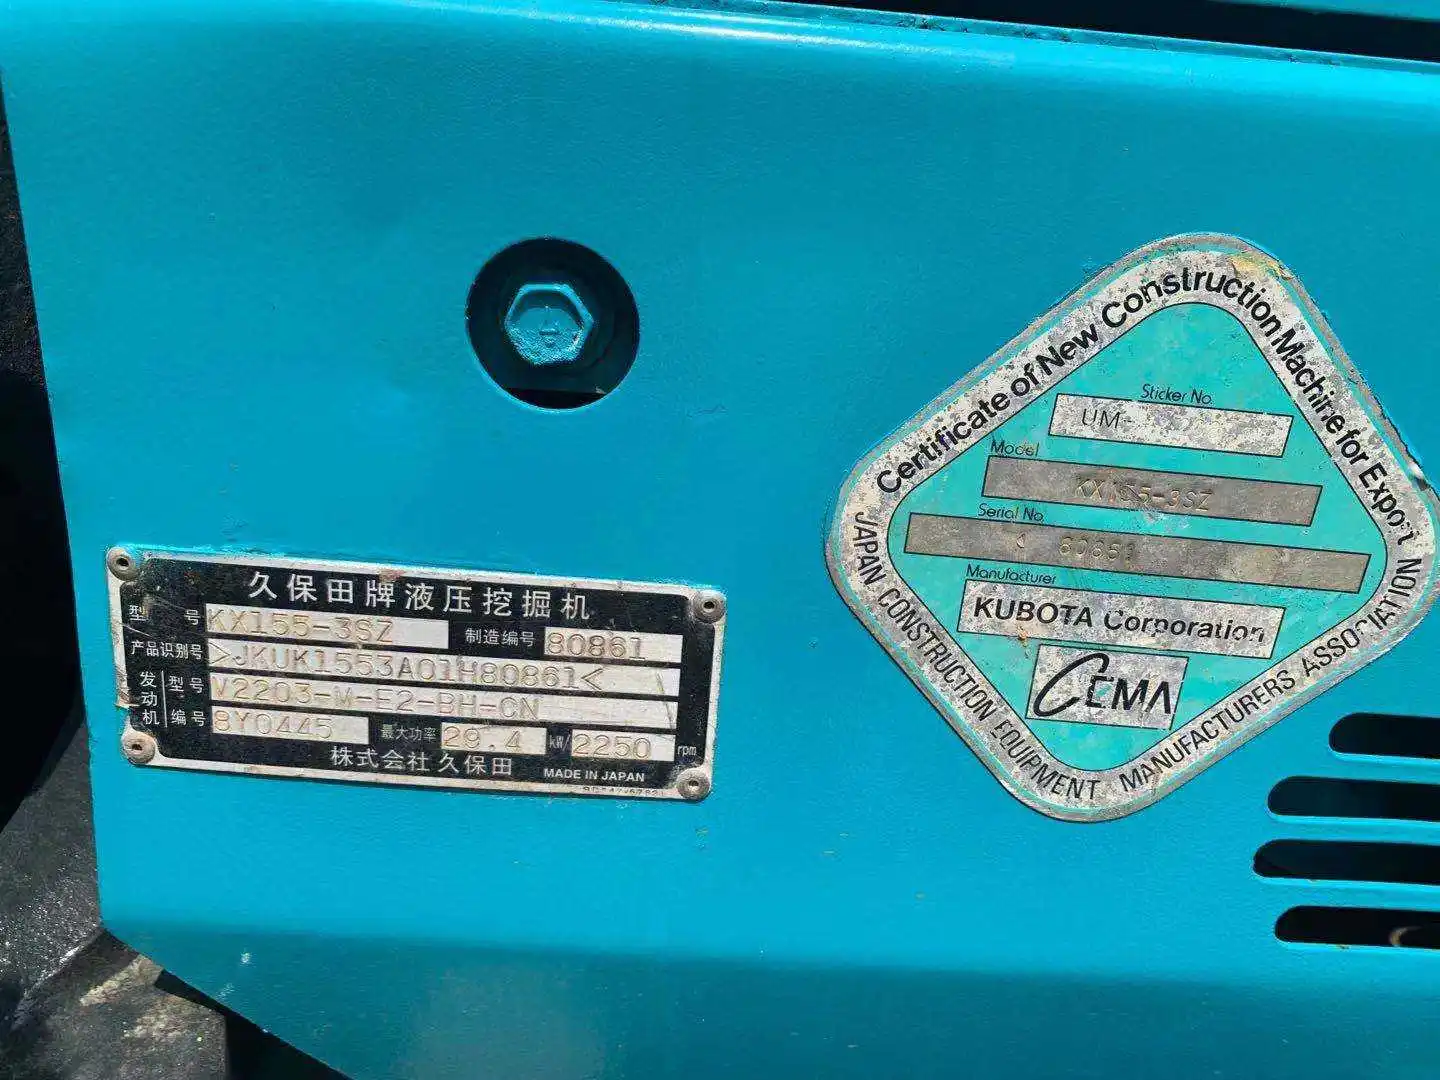 久保田牌液压挖掘机
型号 KX155-3SZ 制造编号 80861
产品识别号 >JKUK1553A01H80861<
发动机 型号 V2203-M-E2-BH-CN
编号 8Y0445 最大功率 29.4 kW/ 2250 rpm
株式会社久保田 MADE IN JAPAN
Certificate of New Construction Machine for Export
Sticker No.
UM-
Model
KX155-3SZ
Serial No.
80861
Manufacturer
KUBOTA Corporation
CEMA
JAPAN CONSTRUCTION EQUIPMENT MANUFACTURERS ASSOCIATION